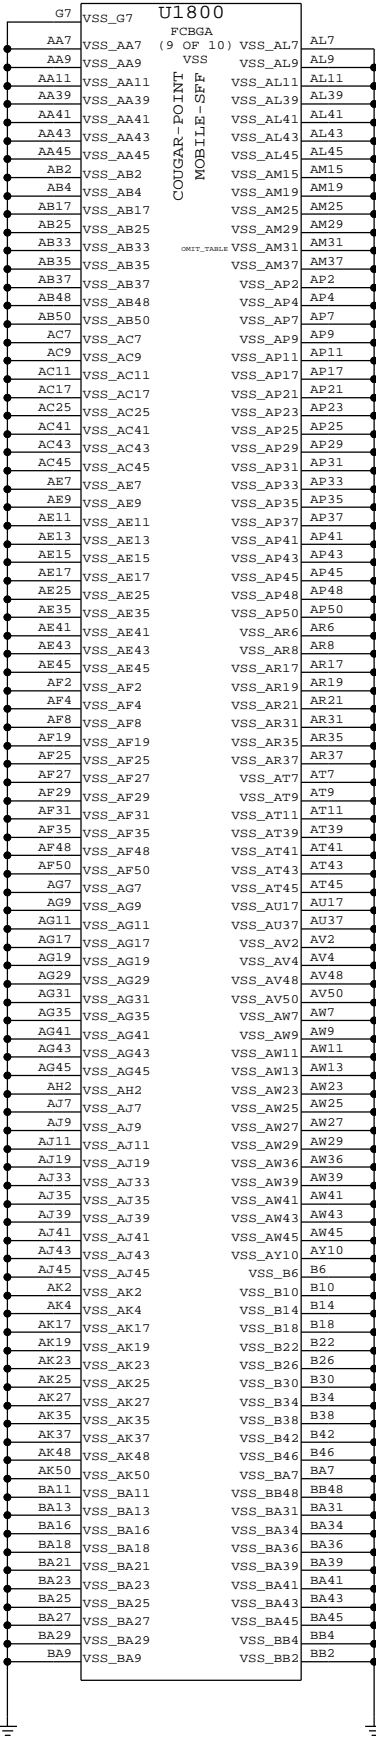 U1800
FCBGA
(9 OF 10)
VSS
COUGAR-POINT
MOBILE-SFF
OMIT_TABLE
G7 VSS_G7
AA7 VSS_AA7 VSS_AL7 AL7
AA9 VSS_AA9 VSS_AL9 AL9
AA11 VSS_AA11 VSS_AL11 AL11
AA39 VSS_AA39 VSS_AL39 AL39
AA41 VSS_AA41 VSS_AL41 AL41
AA43 VSS_AA43 VSS_AL43 AL43
AA45 VSS_AA45 VSS_AL45 AL45
AB2 VSS_AB2 VSS_AM15 AM15
AB4 VSS_AB4 VSS_AM19 AM19
AB17 VSS_AB17 VSS_AM25 AM25
AB25 VSS_AB25 VSS_AM29 AM29
AB33 VSS_AB33 VSS_AM31 AM31
AB35 VSS_AB35 VSS_AM37 AM37
AB37 VSS_AB37 VSS_AP2 AP2
AB48 VSS_AB48 VSS_AP4 AP4
AB50 VSS_AB50 VSS_AP7 AP7
AC7 VSS_AC7 VSS_AP9 AP9
AC9 VSS_AC9 VSS_AP11 AP11
AC11 VSS_AC11 VSS_AP17 AP17
AC17 VSS_AC17 VSS_AP21 AP21
AC25 VSS_AC25 VSS_AP23 AP23
AC41 VSS_AC41 VSS_AP25 AP25
AC43 VSS_AC43 VSS_AP29 AP29
AC45 VSS_AC45 VSS_AP31 AP31
AE7 VSS_AE7 VSS_AP33 AP33
AE9 VSS_AE9 VSS_AP35 AP35
AE11 VSS_AE11 VSS_AP37 AP37
AE13 VSS_AE13 VSS_AP41 AP41
AE15 VSS_AE15 VSS_AP43 AP43
AE17 VSS_AE17 VSS_AP45 AP45
AE25 VSS_AE25 VSS_AP48 AP48
AE35 VSS_AE35 VSS_AP50 AP50
AE41 VSS_AE41 VSS_AR6 AR6
AE43 VSS_AE43 VSS_AR8 AR8
AE45 VSS_AE45 VSS_AR17 AR17
AF2 VSS_AF2 VSS_AR19 AR19
AF4 VSS_AF4 VSS_AR21 AR21
AF8 VSS_AF8 VSS_AR31 AR31
AF19 VSS_AF19 VSS_AR35 AR35
AF25 VSS_AF25 VSS_AR37 AR37
AF27 VSS_AF27 VSS_AT7 AT7
AF29 VSS_AF29 VSS_AT9 AT9
AF31 VSS_AF31 VSS_AT11 AT11
AF35 VSS_AF35 VSS_AT39 AT39
AF48 VSS_AF48 VSS_AT41 AT41
AF50 VSS_AF50 VSS_AT43 AT43
AG7 VSS_AG7 VSS_AT45 AT45
AG9 VSS_AG9 VSS_AU17 AU17
AG11 VSS_AG11 VSS_AU37 AU37
AG17 VSS_AG17 VSS_AV2 AV2
AG19 VSS_AG19 VSS_AV4 AV4
AG29 VSS_AG29 VSS_AV48 AV48
AG31 VSS_AG31 VSS_AV50 AV50
AG35 VSS_AG35 VSS_AW7 AW7
AG41 VSS_AG41 VSS_AW9 AW9
AG43 VSS_AG43 VSS_AW11 AW11
AG45 VSS_AG45 VSS_AW13 AW13
AH2 VSS_AH2 VSS_AW23 AW23
AJ7 VSS_AJ7 VSS_AW25 AW25
AJ9 VSS_AJ9 VSS_AW27 AW27
AJ11 VSS_AJ11 VSS_AW29 AW29
AJ19 VSS_AJ19 VSS_AW36 AW36
AJ33 VSS_AJ33 VSS_AW39 AW39
AJ35 VSS_AJ35 VSS_AW41 AW41
AJ39 VSS_AJ39 VSS_AW43 AW43
AJ41 VSS_AJ41 VSS_AW45 AW45
AJ43 VSS_AJ43 VSS_AY10 AY10
AJ45 VSS_AJ45 VSS_B6 B6
AK2 VSS_AK2 VSS_B10 B10
AK4 VSS_AK4 VSS_B14 B14
AK17 VSS_AK17 VSS_B18 B18
AK19 VSS_AK19 VSS_B22 B22
AK23 VSS_AK23 VSS_B26 B26
AK25 VSS_AK25 VSS_B30 B30
AK27 VSS_AK27 VSS_B34 B34
AK35 VSS_AK35 VSS_B38 B38
AK37 VSS_AK37 VSS_B42 B42
AK48 VSS_AK48 VSS_B46 B46
AK50 VSS_AK50 VSS_BA7 BA7
BA11 VSS_BA11 VSS_BB48 BB48
BA13 VSS_BA13 VSS_BA31 BA31
BA16 VSS_BA16 VSS_BA34 BA34
BA18 VSS_BA18 VSS_BA36 BA36
BA21 VSS_BA21 VSS_BA39 BA39
BA23 VSS_BA23 VSS_BA41 BA41
BA25 VSS_BA25 VSS_BA43 BA43
BA27 VSS_BA27 VSS_BA45 BA45
BA29 VSS_BA29 VSS_BB4 BB4
BA9 VSS_BA9 VSS_BB2 BB2